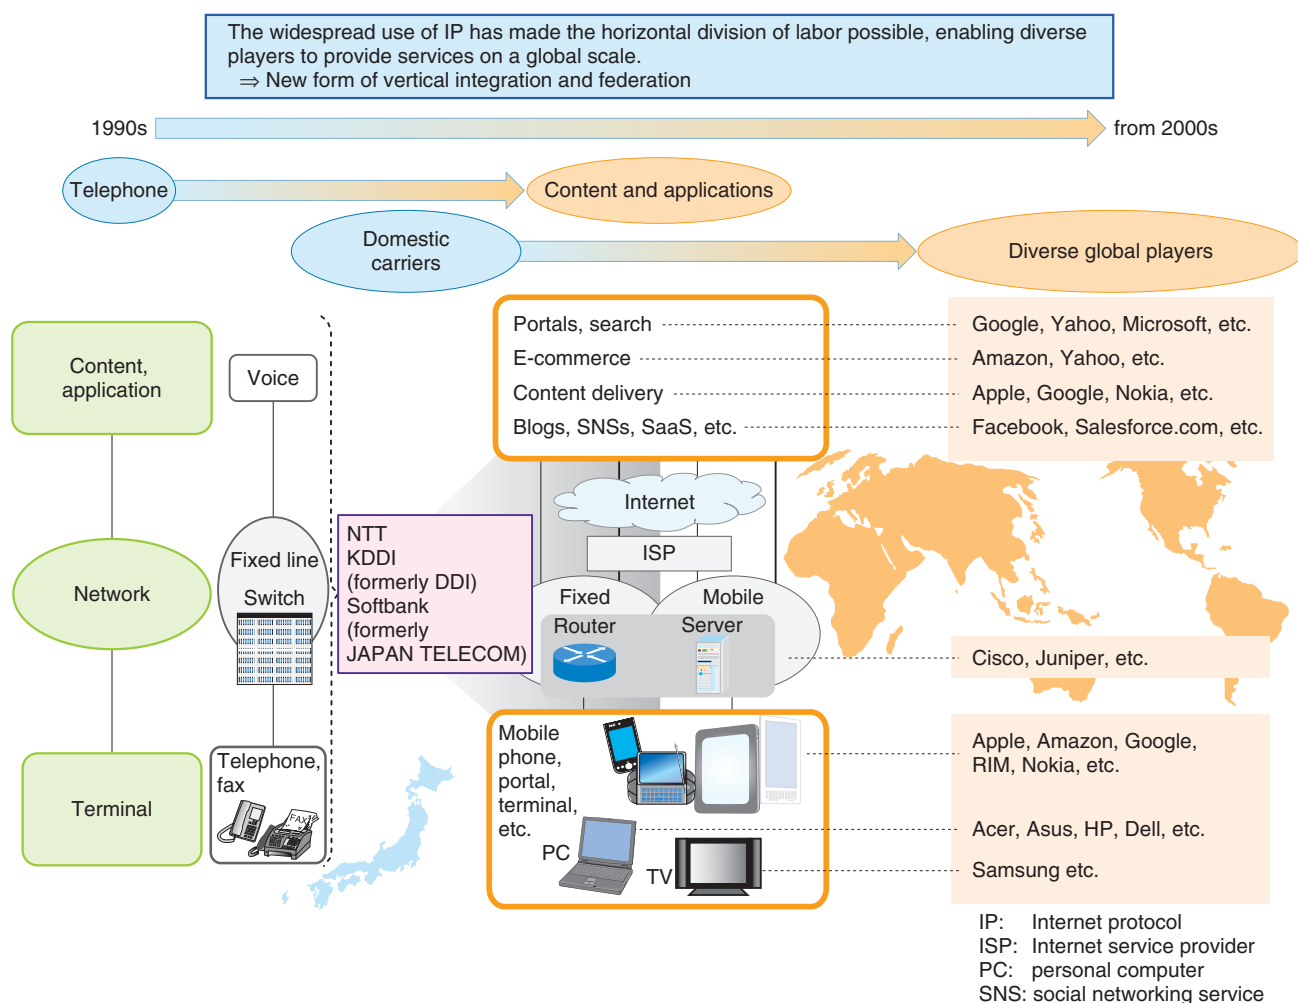 The widespread use of IP has made the horizontal division of labor possible, enabling diverse
players to provide services on a global scale.
⇒ New form of vertical integration and federation
1990s
from 2000s
Telephone
Content and applications
Domestic
carriers
Diverse global players
Content,
application
Voice
Portals, search
Google, Yahoo, Microsoft, etc.
E-commerce
Amazon, Yahoo, etc.
Content delivery
Apple, Google, Nokia, etc.
Blogs, SNSs, SaaS, etc.
Facebook, Salesforce.com, etc.
Internet
ISP
Network
Fixed line
Switch
NTT
KDDI
(formerly DDI)
Softbank
(formerly
JAPAN TELECOM)
Fixed
Mobile
Router
Server
Cisco, Juniper, etc.
Terminal
Telephone,
fax
FAX
Mobile
phone,
portal,
terminal,
etc.
PC
TV
Apple, Amazon, Google,
RIM, Nokia, etc.
Acer, Asus, HP, Dell, etc.
Samsung etc.
IP: Internet protocol
ISP: Internet service provider
PC: personal computer
SNS: social networking service